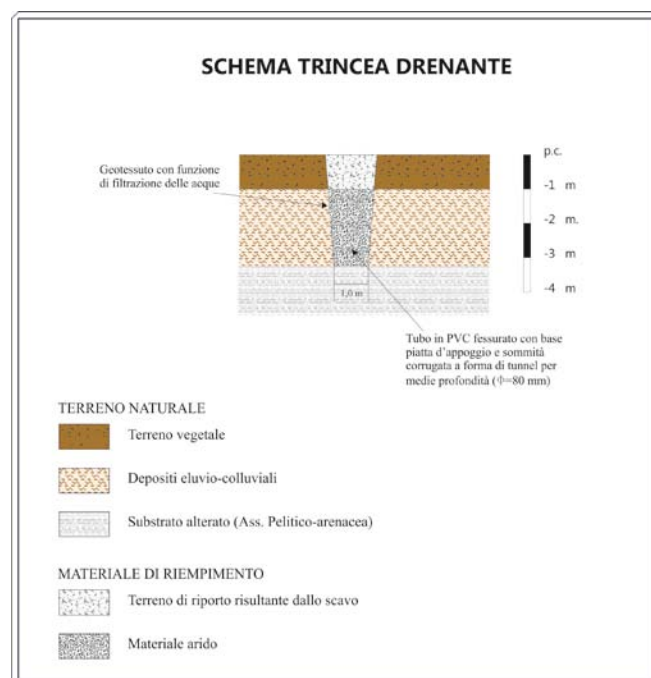 SCHEMA TRINCEA DRENANTE
Geotessuto con funzione
di filtrazione delle acque
p.c.
-1 m
-2 m.
-3 m
-4 m
1,0 m
Tubo in PVC fessurato con base
piatta d'appoggio e sommità
corrugata a forma di tunnel per
medie profondità (Φ=80 mm)
TERRENO NATURALE
Terreno vegetale
Depositi eluvio-colluviali
Substrato alterato (Ass. Pelitico-arenacea)
MATERIALE DI RIEMPIMENTO
Terreno di riporto risultante dallo scavo
Materiale arido